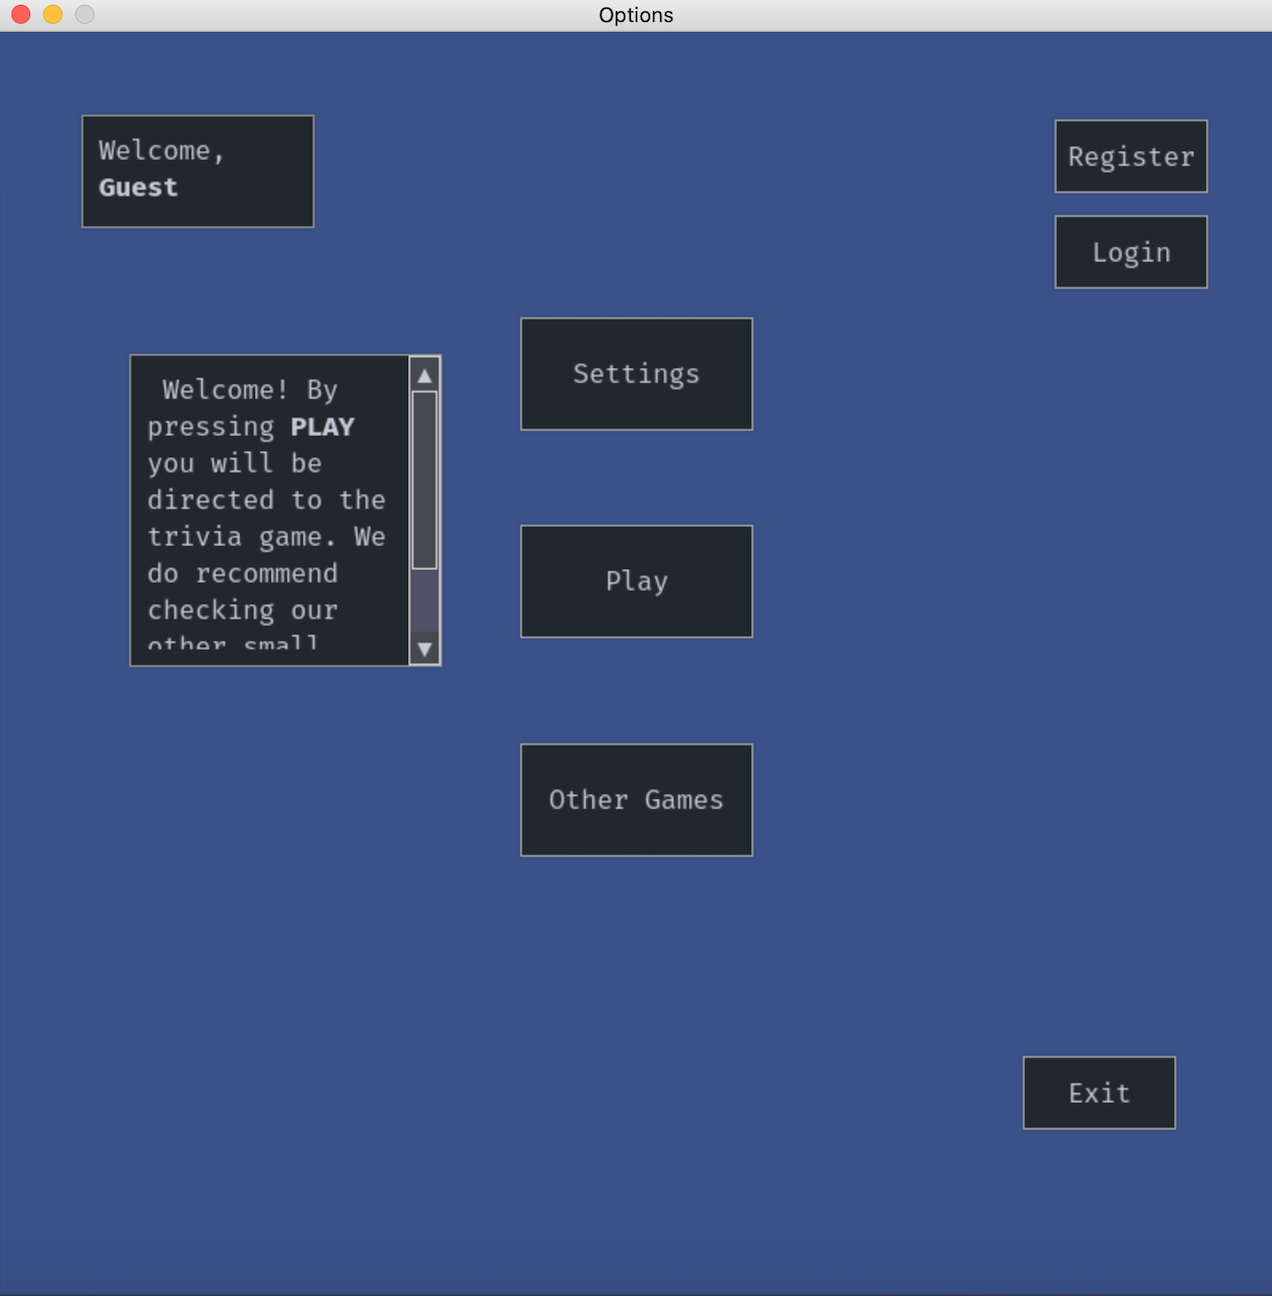 Options
Welcome,
Guest
Register
Login
Welcome! By
pressing PLAY
you will be
directed to the
trivia game. We
do recommend
checking our
other small
Settings
Play
Other Games
Exit